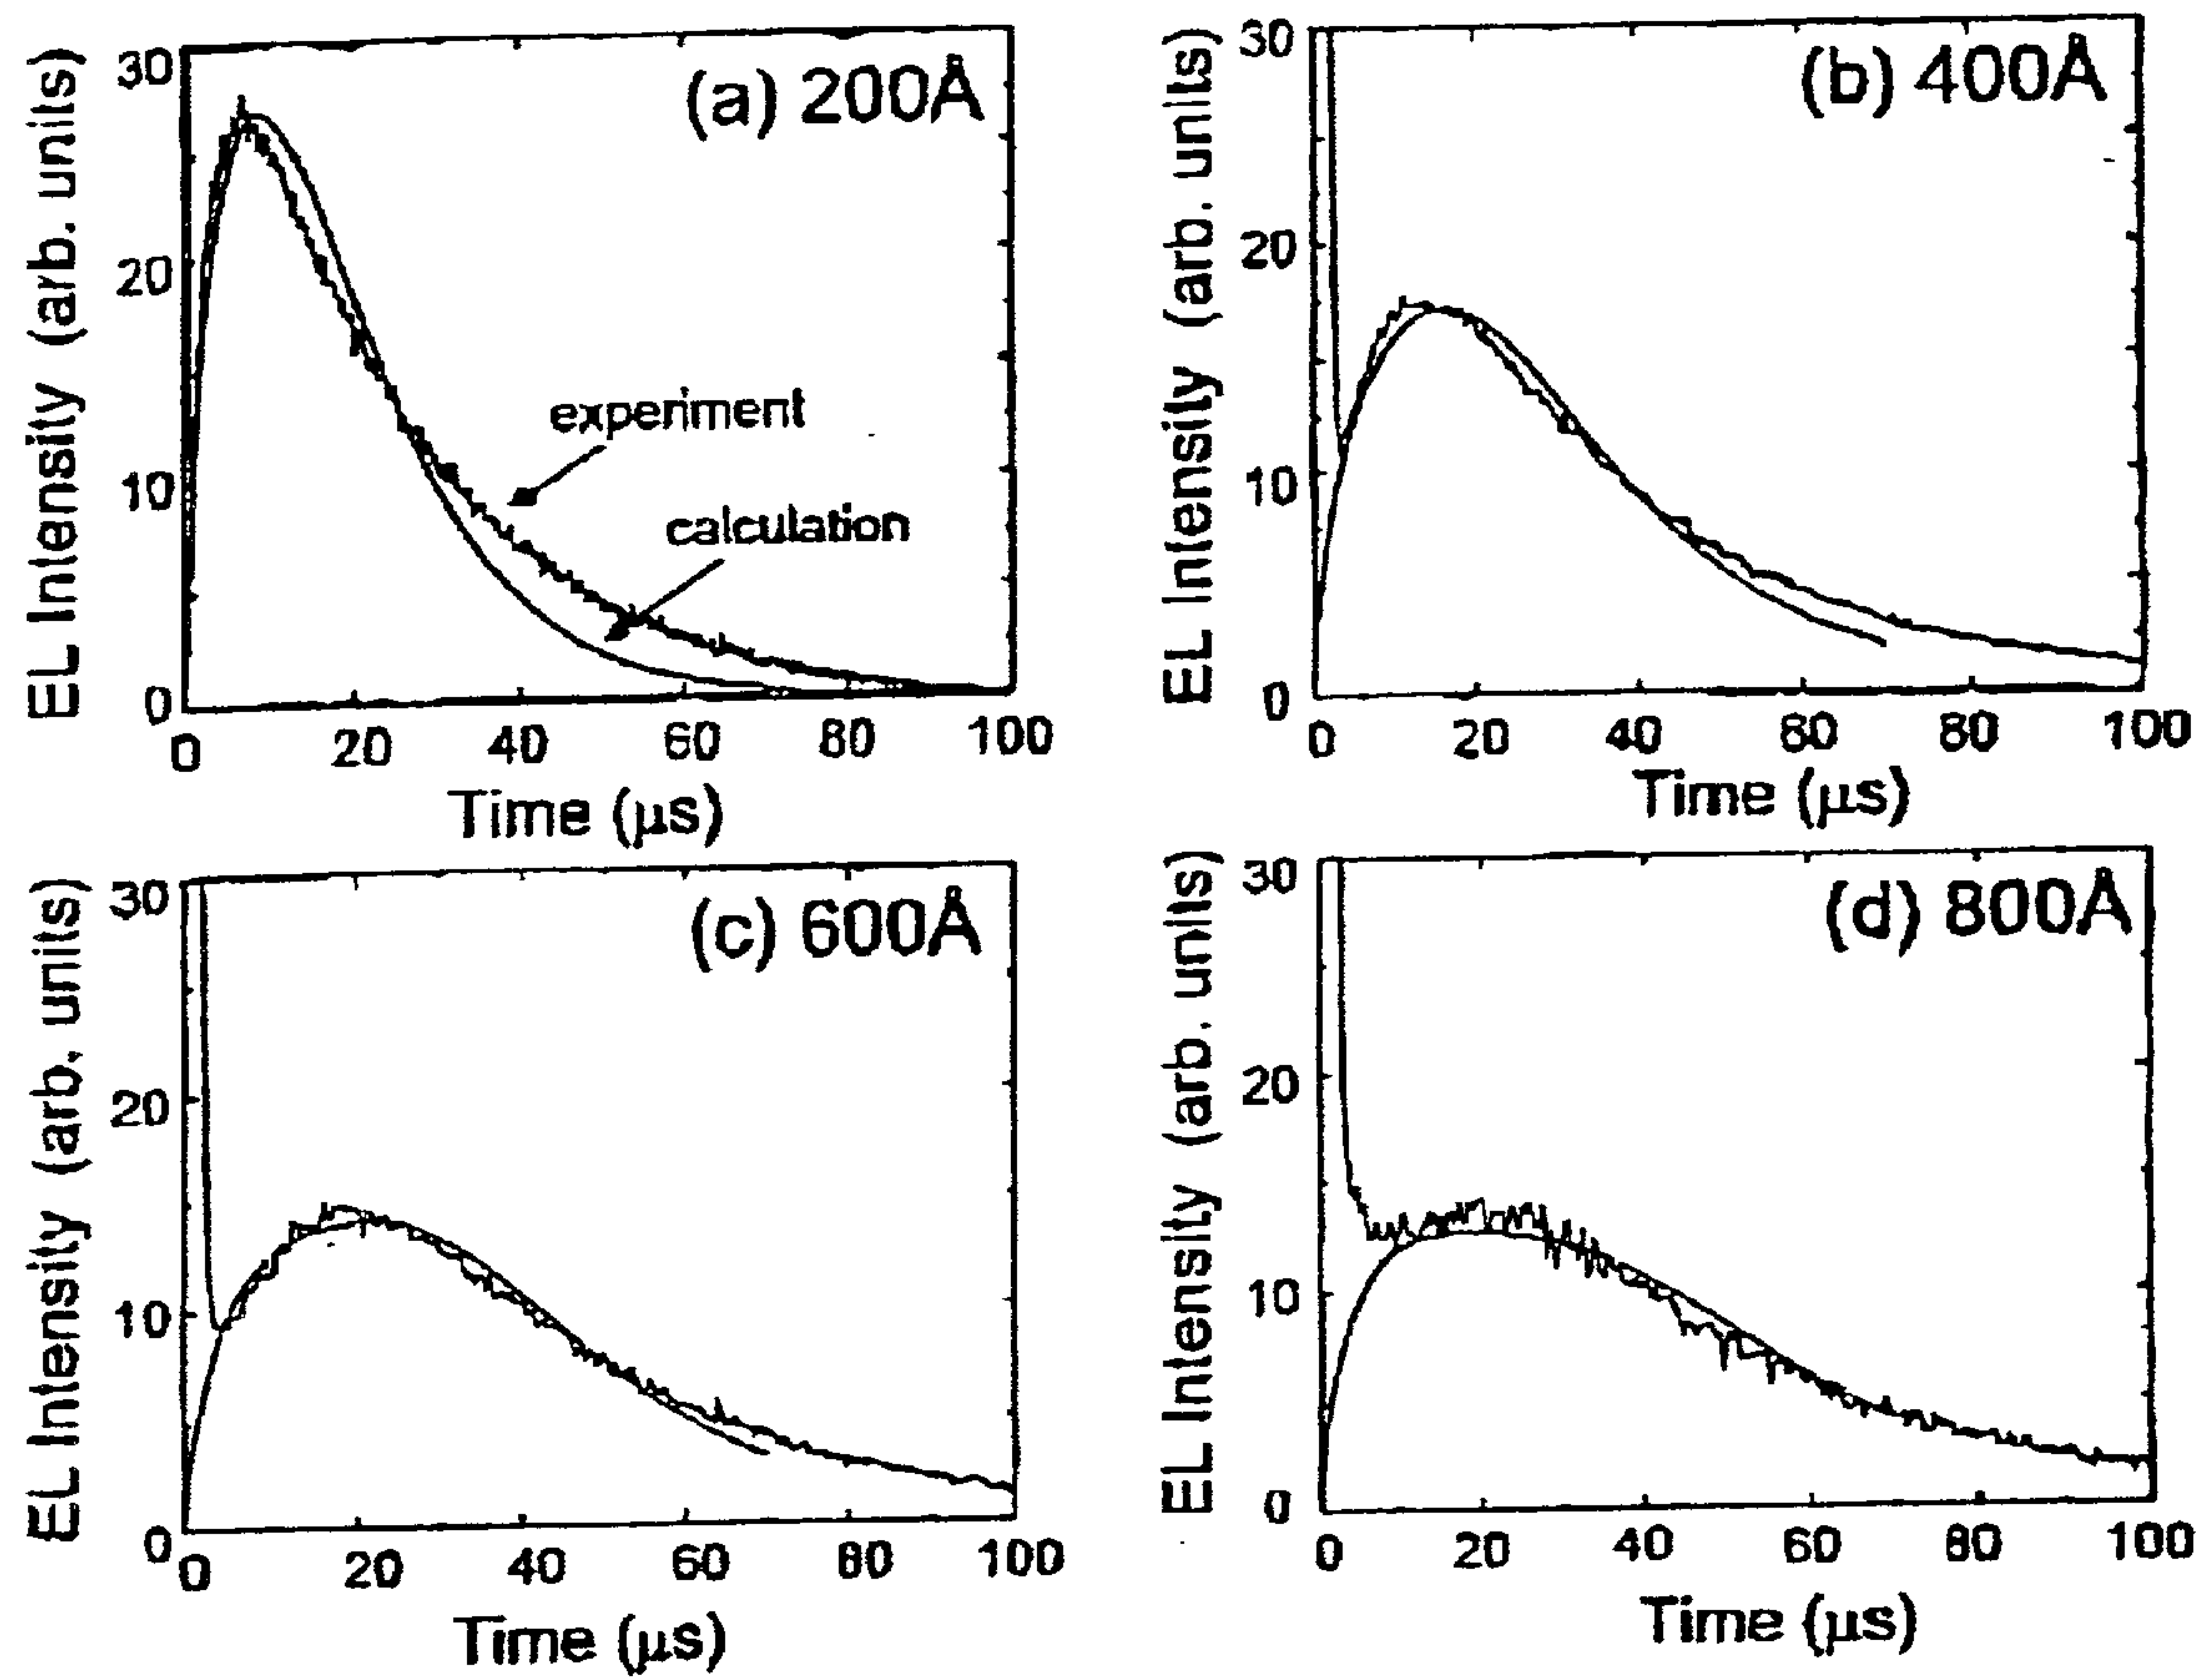 (a) 200Å
EL Intensity (arb. units)
30
20
10
0
experiment
calculation
0 20 40 60 80 100
Time (μs)
(b) 400Å
EL Intensity (arb. units)
30
20
10
0
0 20 40 60 80 100
Time (μs)
(c) 600Å
EL Intensity (arb. units)
30
20
10
0
0 20 40 60 80 100
Time (μs)
(d) 800Å
EL Intensity (arb. units)
30
20
10
0
0 20 40 60 80 100
Time (μs)